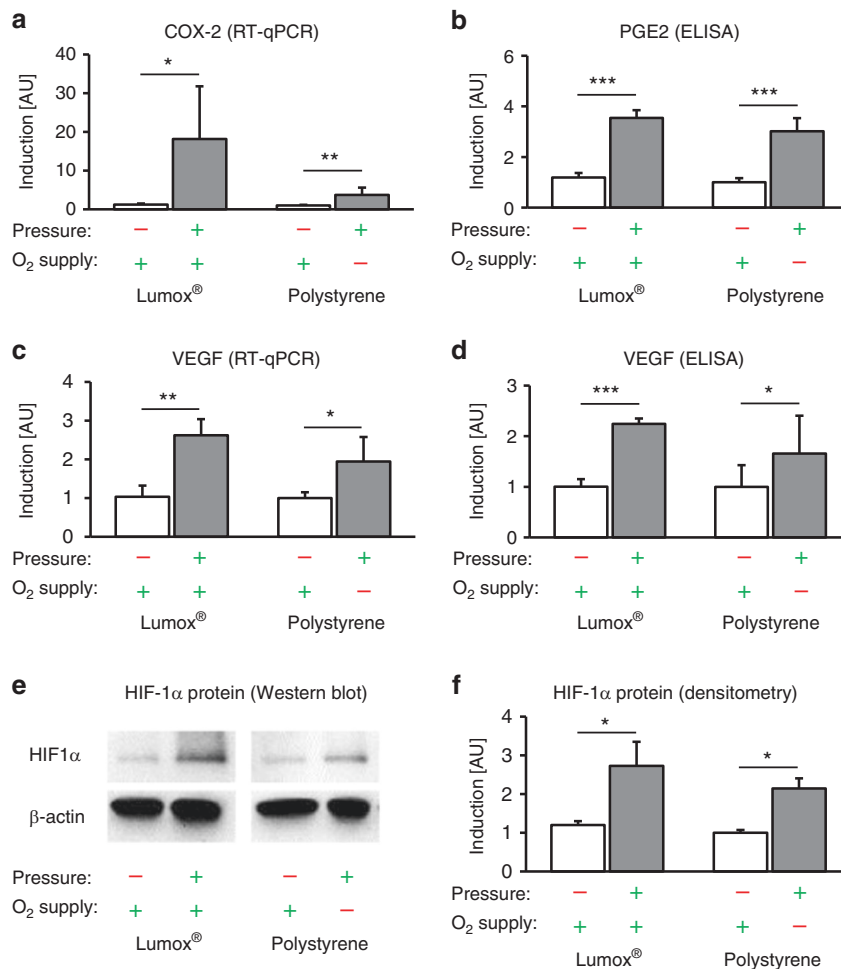 a
COX-2 (RT-qPCR)
Induction [AU]
40
30
20
10
0
*
**
Pressure: − + − +
O2 supply: + + + −
Lumox® Polystyrene
b
PGE2 (ELISA)
Induction [AU]
6
4
2
0
***
***
Pressure: − + − +
O2 supply: + + + −
Lumox® Polystyrene
c
VEGF (RT-qPCR)
Induction [AU]
4
3
2
1
0
**
*
Pressure: − + − +
O2 supply: + + + −
Lumox® Polystyrene
d
VEGF (ELISA)
Induction [AU]
3
2
1
0
***
*
Pressure: − + − +
O2 supply: + + + −
Lumox® Polystyrene
e
HIF-1α protein (Western blot)
HIF1α
β-actin
Pressure: − + − +
O2 supply: + + + −
Lumox® Polystyrene
f
HIF-1α protein (densitometry)
Induction [AU]
4
3
2
1
0
*
*
Pressure: − + − +
O2 supply: + + + −
Lumox® Polystyrene